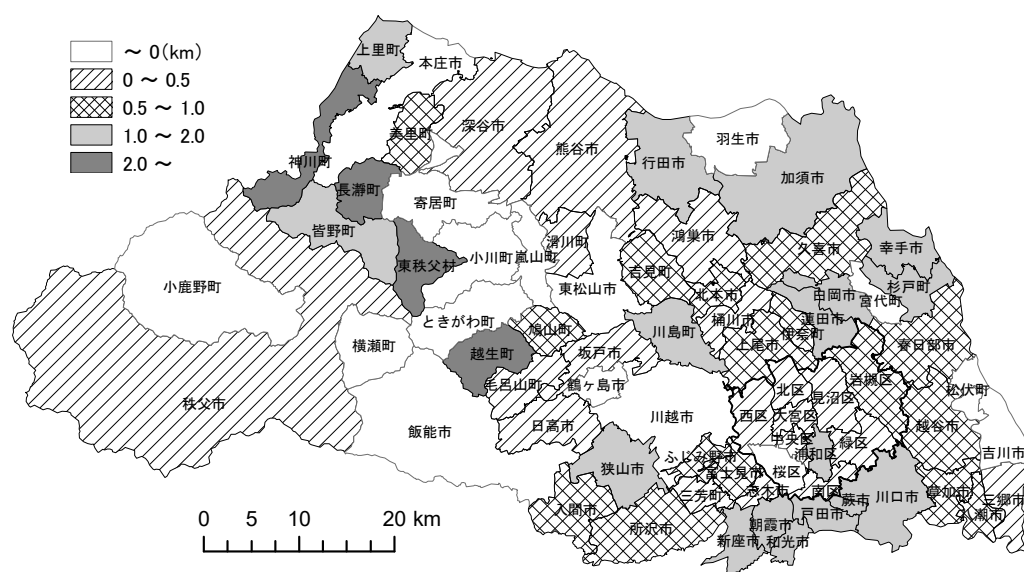 ～ 0(km)
0 ～ 0.5
0.5 ～ 1.0
1.0 ～ 2.0
2.0 ～
上里町
本庄市
美里町
深谷市
熊谷市
神川町
長瀞町
寄居町
皆野町
東秩父村
小川町
嵐山町
滑川町
東松山市
小鹿野町
ときがわ町
横瀬町
秩父市
飯能市
越生町
鳩山町
毛呂山町
坂戸市
鶴ヶ島市
日高市
川越市
狭山市
入間市
所沢市
羽生市
行田市
加須市
鴻巣市
久喜市
幸手市
吉見町
北本市
桶川市
川島町
上尾市
伊奈町
蓮田市
白岡市
宮代町
杉戸町
春日部市
松伏町
越谷市
吉川市
草加市
八潮市
三郷市
岩槻区
見沼区
北区
西区
大宮区
中央区
浦和区
緑区
桜区
南区
ふじみ野市
富士見市
三芳町
志木市
新座市
朝霞市
和光市
戸田市
蕨市
川口市
0 5 10 20 km